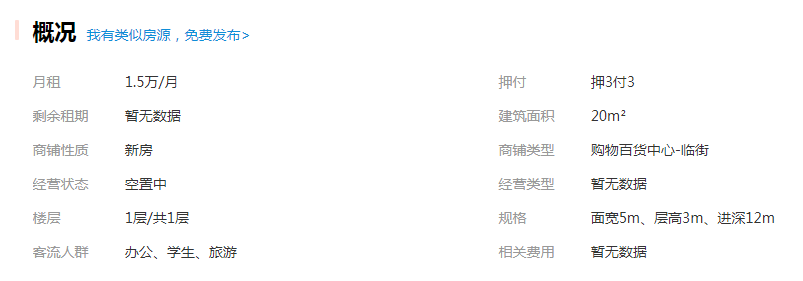 概况 我有类似房源，免费发布>
月租 1.5万/月 押付 押3付3
剩余租期 暂无数据 建筑面积 20m²
商铺性质 新房 商铺类型 购物百货中心-临街
经营状态 空置中 经营类型 暂无数据
楼层 1层/共1层 规格 面宽5m、层高3m、进深12m
客流人群 办公、学生、旅游 相关费用 暂无数据